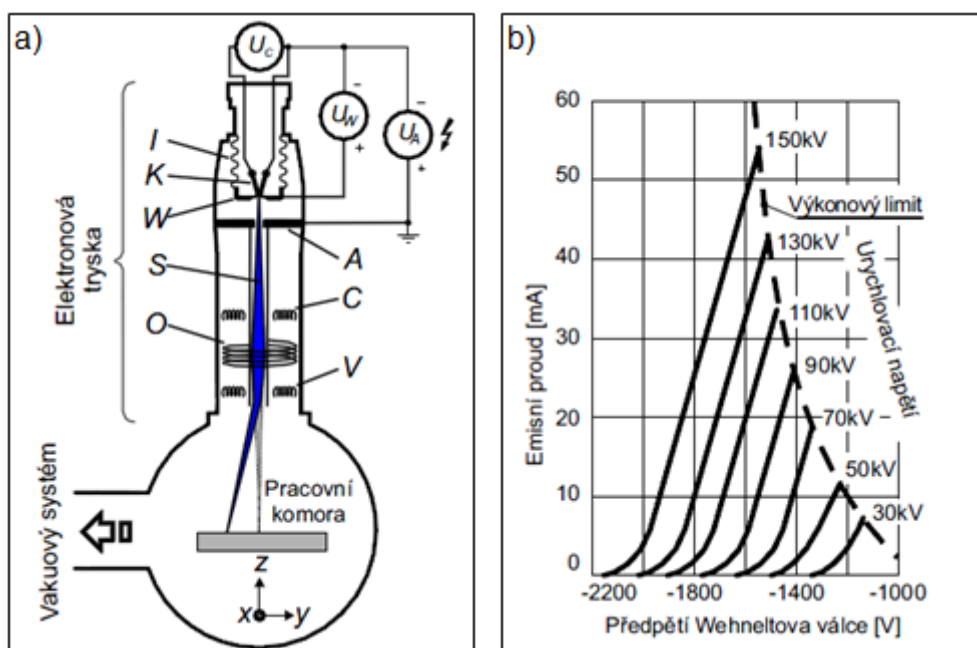 a)
U_C
U_W
U_A
I
K
W
A
S
C
O
V
Elektronová
tryska
Vakuový systém
Pracovní
komora
z
x
y
b)
Emisní proud [mA]
60
50
40
30
20
10
0
150kV
130kV
110kV
90kV
70kV
50kV
30kV
Výkonový limit
Urychlovací napětí
-2200
-1800
-1400
-1000
Předpětí Wehneltova válce [V]